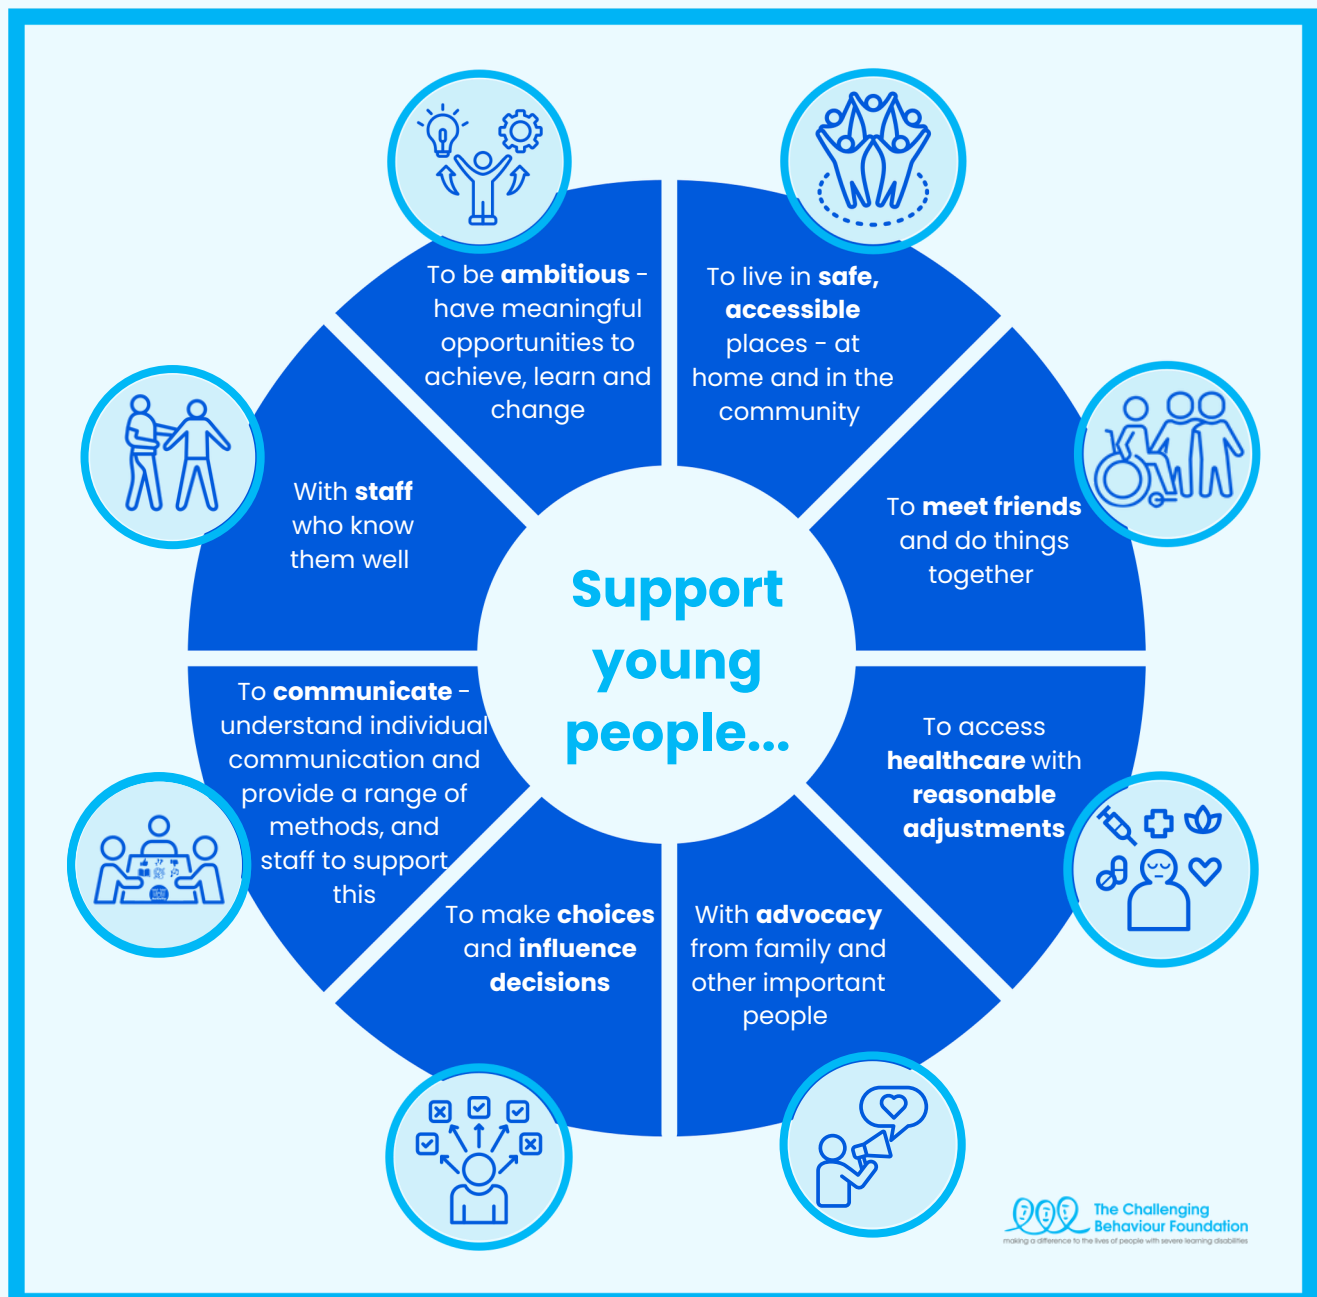 To be ambitious -
have meaningful
opportunities to
achieve, learn and
change
To live in safe,
accessible
places - at
home and in the
community
To meet friends
and do things
together
To access
healthcare with
reasonable
adjustments
With advocacy
from family and
other important
people
To make choices
and influence
decisions
To communicate -
understand individual
communication and
provide a range of
methods, and
staff to support
this
With staff
who know
them well
Support
young
people...
The Challenging
Behaviour Foundation
making a difference to the lives of people with severe learning disabilities